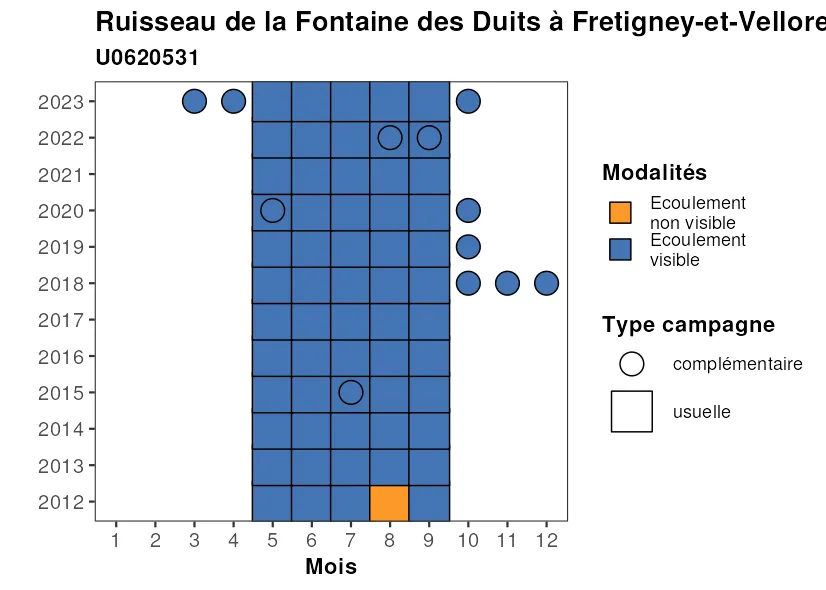 Ruisseau de la Fontaine des Duits à Fretigney-et-Vellore
U0620531
2023
2022
2021
2020
2019
2018
2017
2016
2015
2014
2013
2012
1 2 3 4 5 6 7 8 9 10 11 12
Mois
Modalités
Ecoulement
non visible
Ecoulement
visible
Type campagne
complémentaire
usuelle